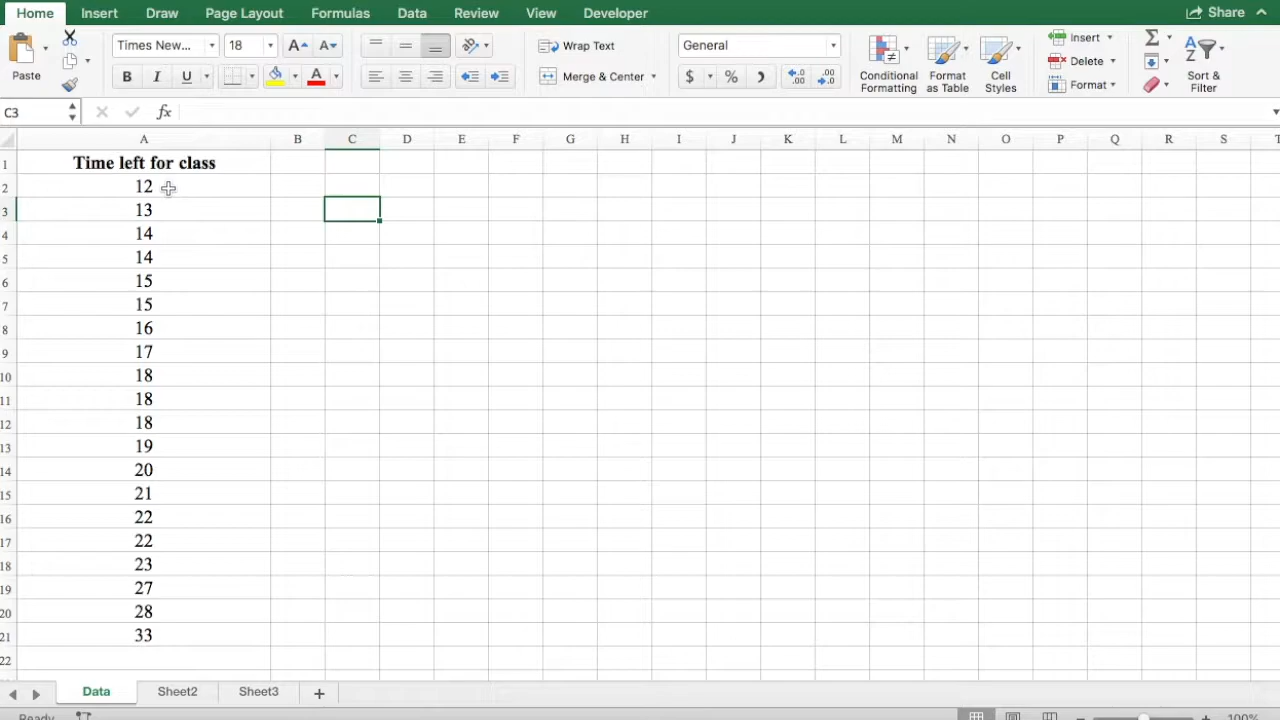 Home Insert Draw Page Layout Formulas Data Review View Developer Share
Times New... 18 A A Wrap Text General Insert
Delete
Paste B I U A Merge & Center $ % Conditional Formatting Format as Table Cell Styles Format Sort & Filter
C3 fx
A B C D E F G H I J K L M N O P Q R S T
1 Time left for class
2 12
3 13
4 14
5 14
6 15
7 15
8 16
9 17
10 18
11 18
12 18
13 19
14 20
15 21
16 22
17 22
18 23
19 27
20 28
21 33
22
Data Sheet2 Sheet3 +
Ready 100%